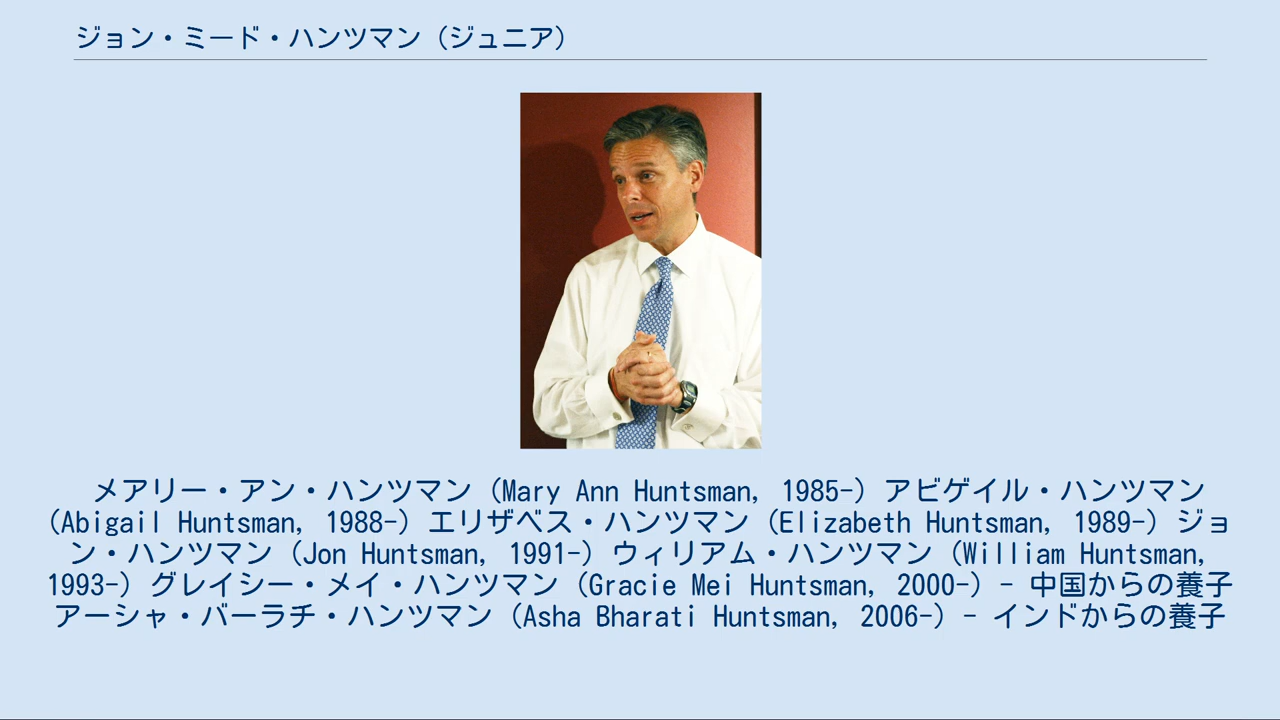 ジョン・ミード・ハンツマン（ジュニア）
メアリー・アン・ハンツマン（Mary Ann Huntsman, 1985-）アビゲイル・ハンツマン
（Abigail Huntsman, 1988-）エリザベス・ハンツマン（Elizabeth Huntsman, 1989-）ジョ
ン・ハンツマン（Jon Huntsman, 1991-）ウィリアム・ハンツマン（William Huntsman,
1993-）グレイシー・メイ・ハンツマン（Gracie Mei Huntsman, 2000-）- 中国からの養子
アーシャ・バーラチ・ハンツマン（Asha Bharati Huntsman, 2006-）- インドからの養子